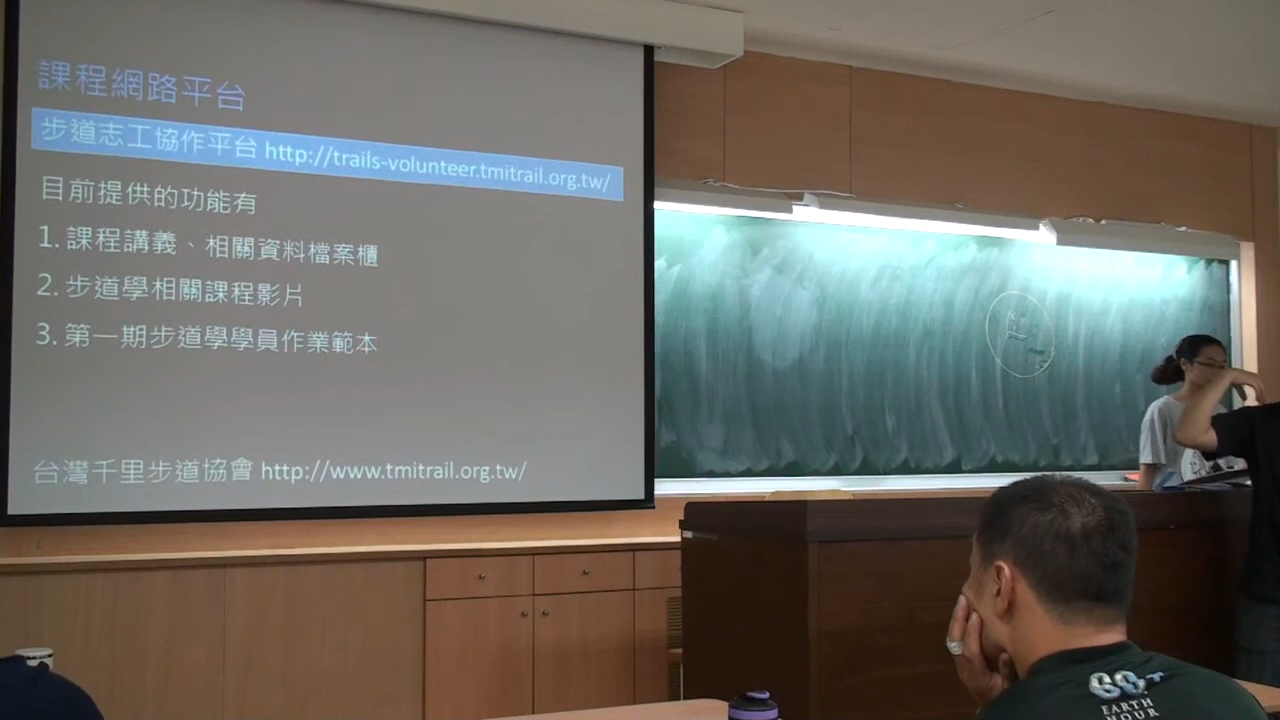 課程網路平台
步道志工協作平台 http://trails-volunteer.tmitrail.org.tw/
目前提供的功能有
1. 課程講義、相關資料檔案櫃
2. 步道學相關課程影片
3. 第一期步道學學員作業範本
台灣千里步道協會 http://www.tmitrail.org.tw/
60+
EARTH
HOUR